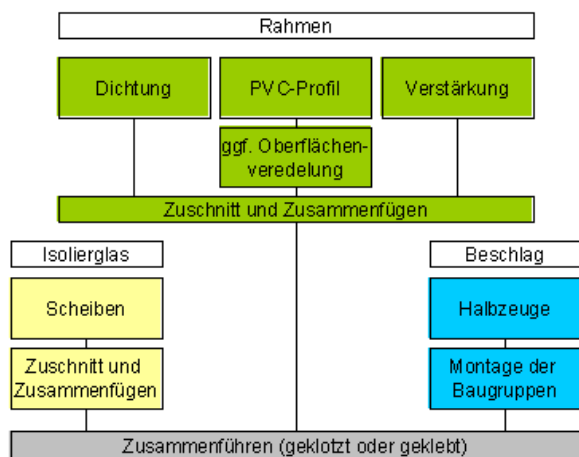 Rahmen
Dichtung
PVC-Profil
Verstärkung
ggf. Oberflächen-
veredelung
Zuschnitt und Zusammenfügen
Isolierglas
Beschlag
Scheiben
Halbzeuge
Zuschnitt und
Zusammenfügen
Montage der
Baugruppen
Zusammenführen (geklotzt oder geklebt)